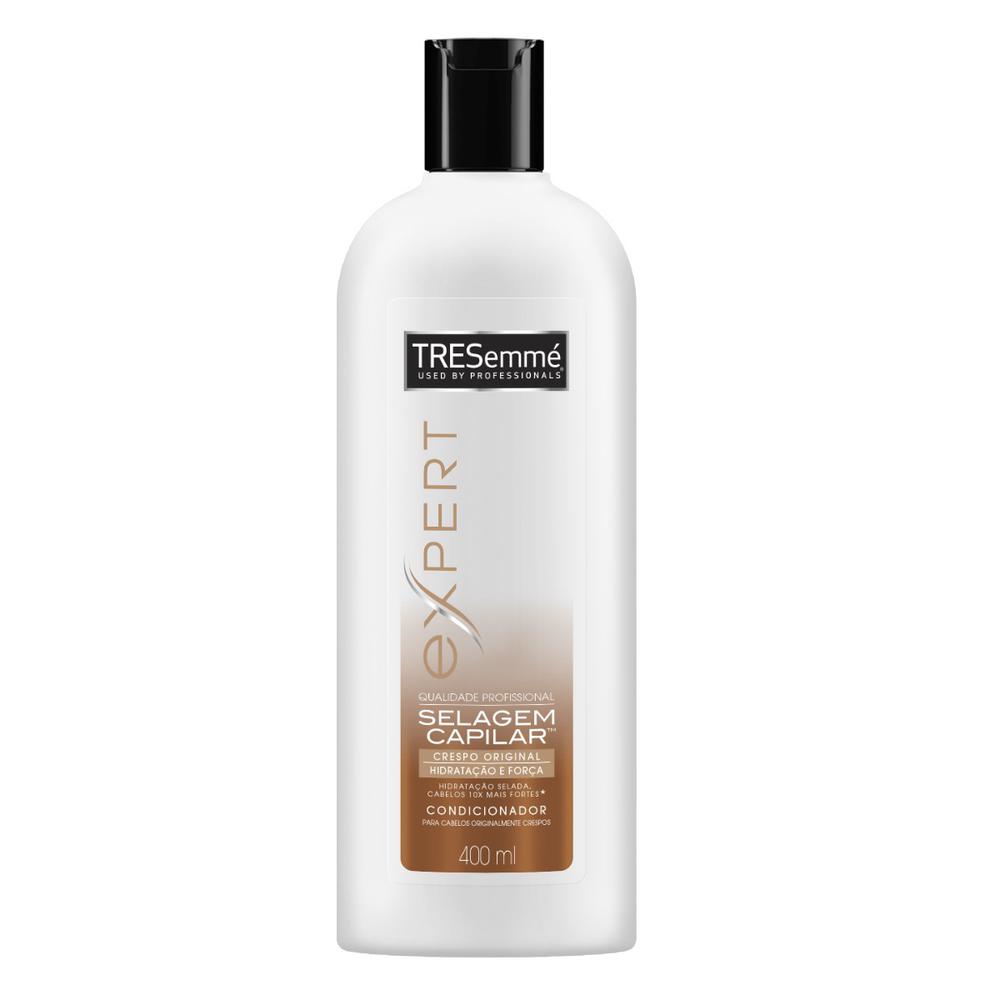 TRESemmé
USED BY PROFESSIONALS
eXPERT
QUALIDADE PROFISSIONAL
SELAGEM
CAPILAR™
CRESPO ORIGINAL
HIDRATAÇÃO E FORÇA
HIDRATAÇÃO SELADA,
CABELOS 10X MAIS FORTES*
CONDICIONADOR
PARA CABELOS ORIGINALMENTE CRESPOS
400 ml